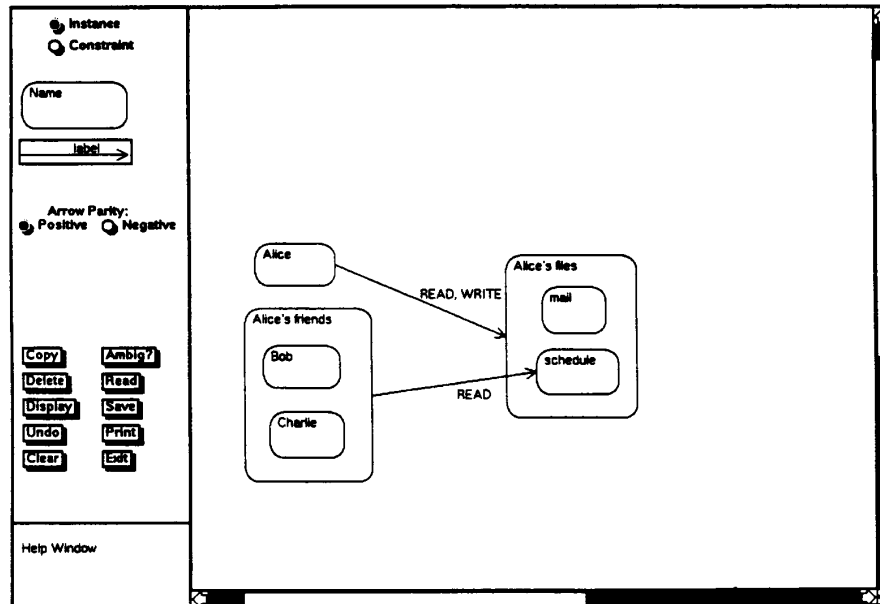 Instance
Constraint
Name
label
Arrow Parity:
Positive Negative
Copy Ambig?
Delete Read
Display Save
Undo Print
Clear Exit
Help Window
Alice
READ, WRITE
Alice's friends
Bob
Charlie
READ
Alice's files
mail
schedule